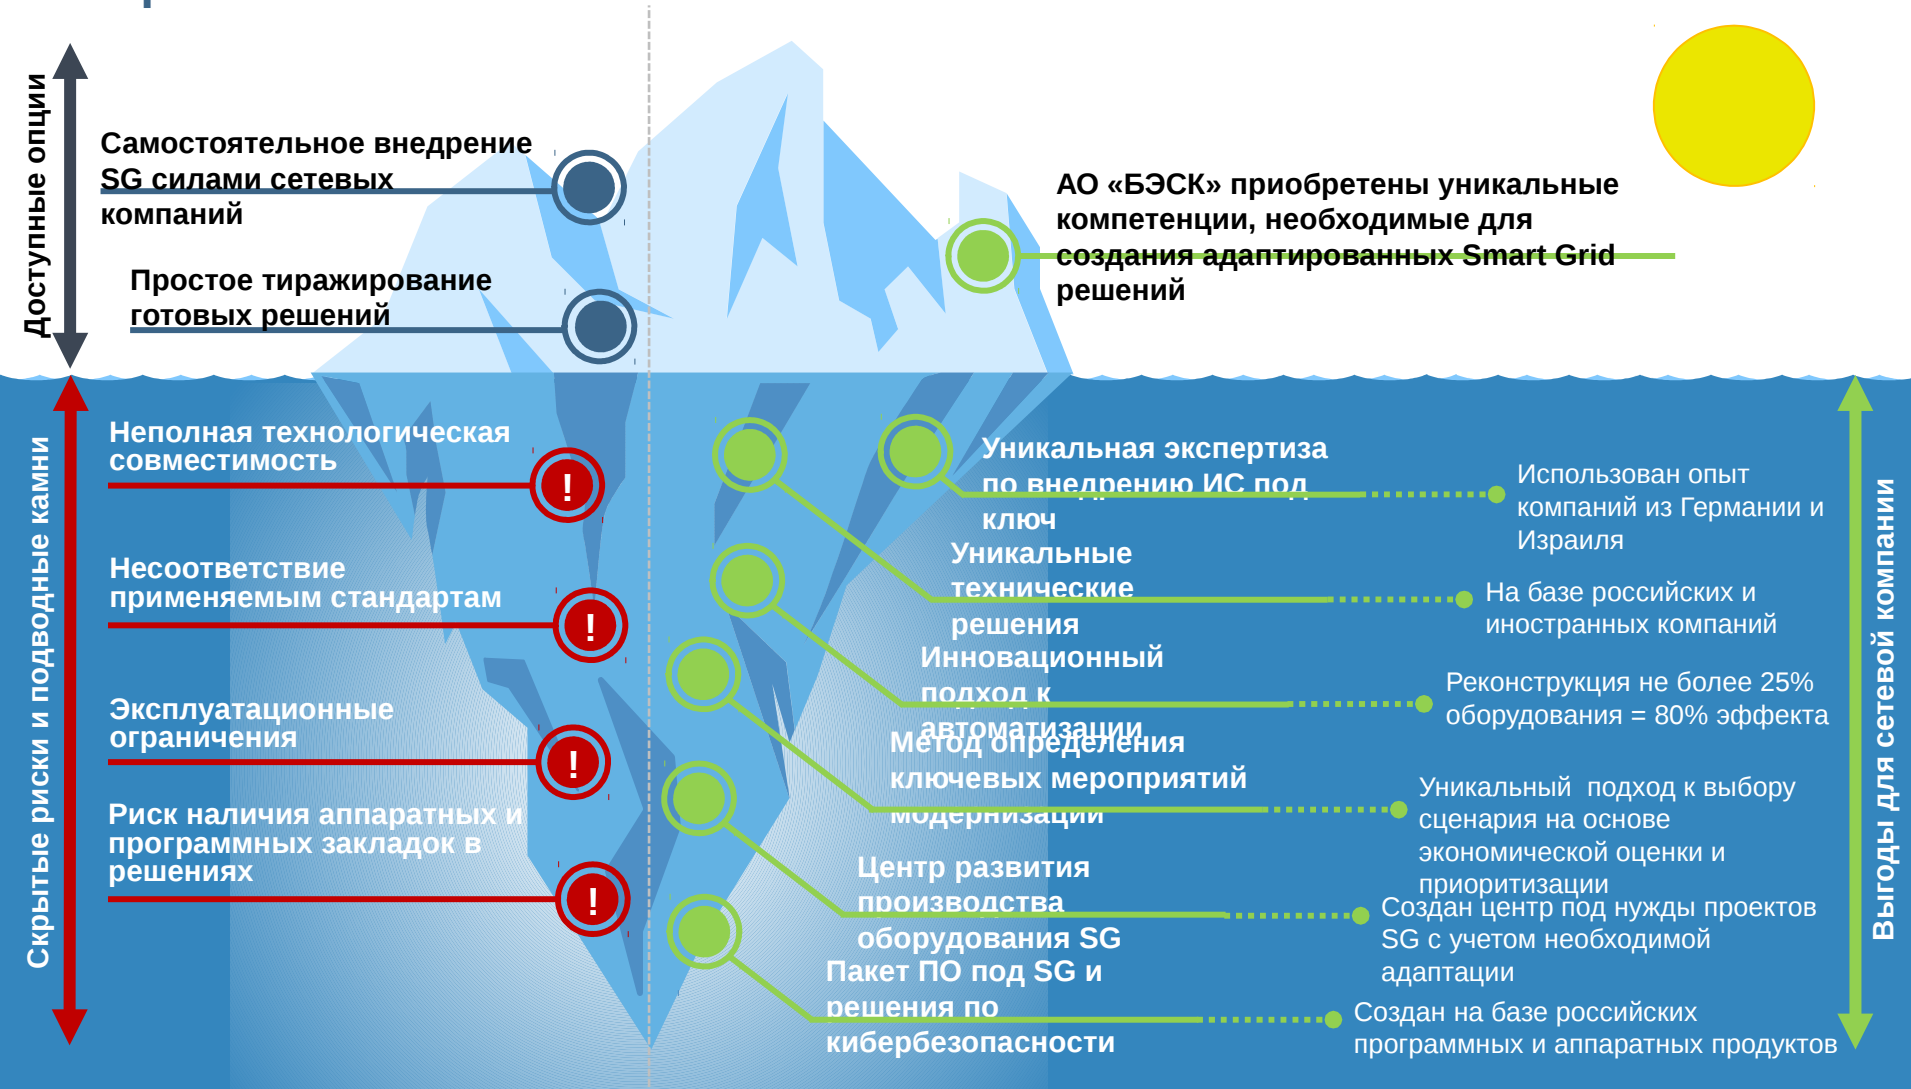 Доступные опции
Самостоятельное внедрение
SG силами сетевых
компаний
Простое тиражирование
готовых решений
АО «БЭСК» приобретены уникальные
компетенции, необходимые для
создания адаптированных Smart Grid
решений
Скрытые риски и подводные камни
Неполная технологическая
совместимость
!
Несоответствие
применяемым стандартам
!
Эксплуатационные
ограничения
!
Риск наличия аппаратных и
программных закладок в
решениях
!
Уникальная экспертиза
по внедрению ИС под
ключ
Использован опыт
компаний из Германии и
Израиля
Уникальные
технические
решения
На базе российских и
иностранных компаний
Инновационный
подход к
автоматизации
Реконструкция не более 25%
оборудования = 80% эффекта
Метод определения
ключевых мероприятий
модернизации
Уникальный  подход к выбору
сценария на основе
экономической оценки и
приоритизации
Центр развития
производства
оборудования SG
Создан центр под нужды проектов
SG с учетом необходимой
адаптации
Пакет ПО под SG и
решения по
кибербезопасности
Создан на базе российских
программных и аппаратных продуктов
Выгоды для сетевой компании